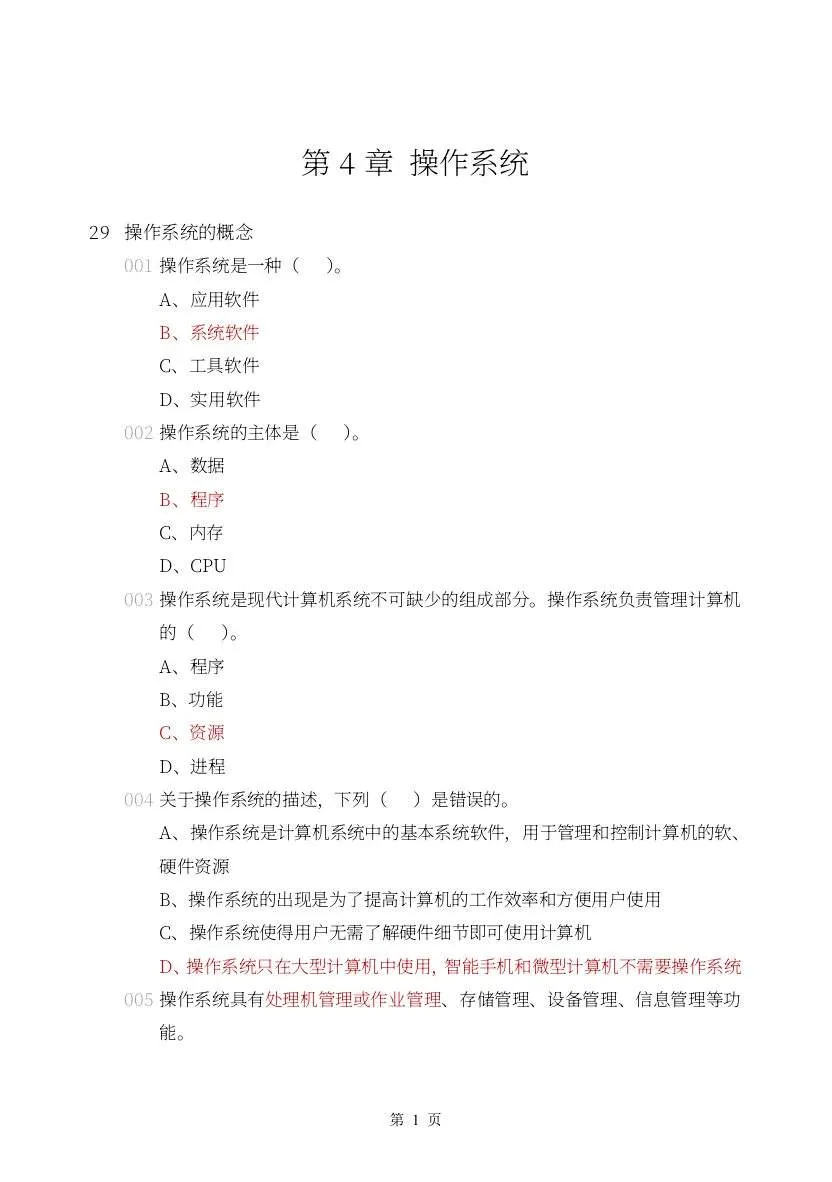 第 4 章 操作系统
29 操作系统的概念
001 操作系统是一种（ ）。
A、应用软件
B、系统软件
C、工具软件
D、实用软件
002 操作系统的主体是（ ）。
A、数据
B、程序
C、内存
D、CPU
003 操作系统是现代计算机系统不可缺少的组成部分。操作系统负责管理计算机
的（ ）。
A、程序
B、功能
C、资源
D、进程
004 关于操作系统的描述，下列（ ）是错误的。
A、操作系统是计算机系统中的基本系统软件，用于管理和控制计算机的软、
硬件资源
B、操作系统的出现是为了提高计算机的工作效率和方便用户使用
C、操作系统使得用户无需了解硬件细节即可使用计算机
D、操作系统只在大型计算机中使用，智能手机和微型计算机不需要操作系统
005 操作系统具有处理机管理或作业管理、存储管理、设备管理、信息管理等功
能。
第 1 页